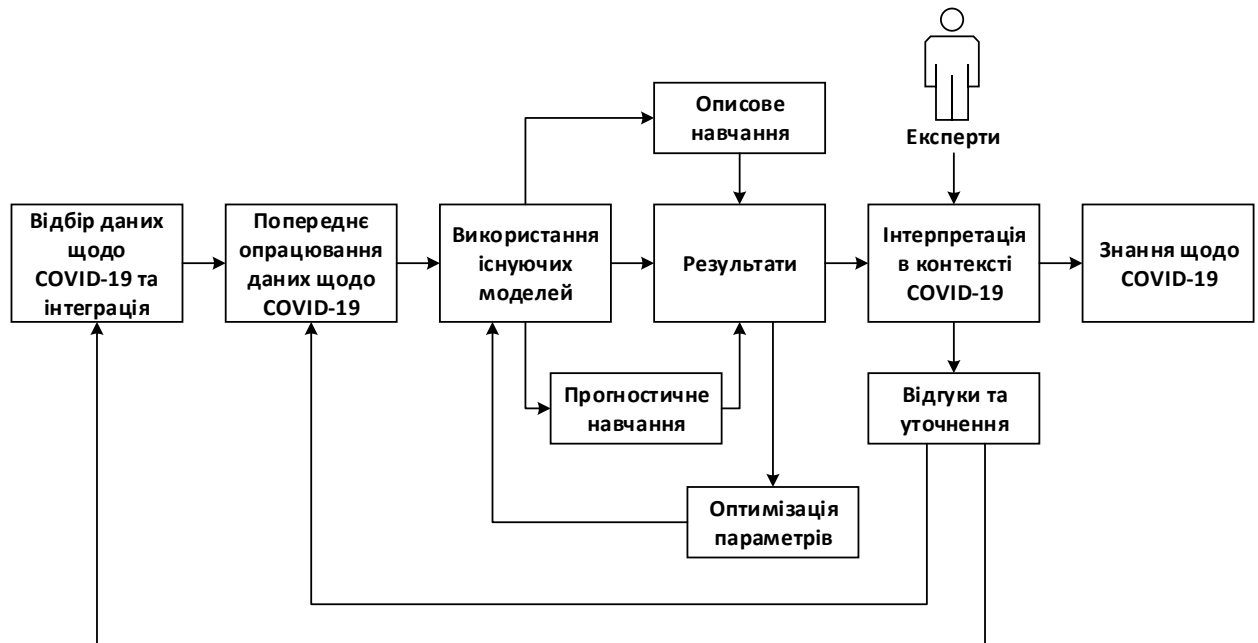 Описове
навчання
Експерти
Відбір даних
щодо
COVID-19 та
інтеграція
Попереднє
опрацювання
даних щодо
COVID-19
Використання
існуючих
моделей
Результати
Інтерпретація
в контексті
COVID-19
Знання щодо
COVID-19
Прогностичне
навчання
Відгуки та
уточнення
Оптимізація
параметрів